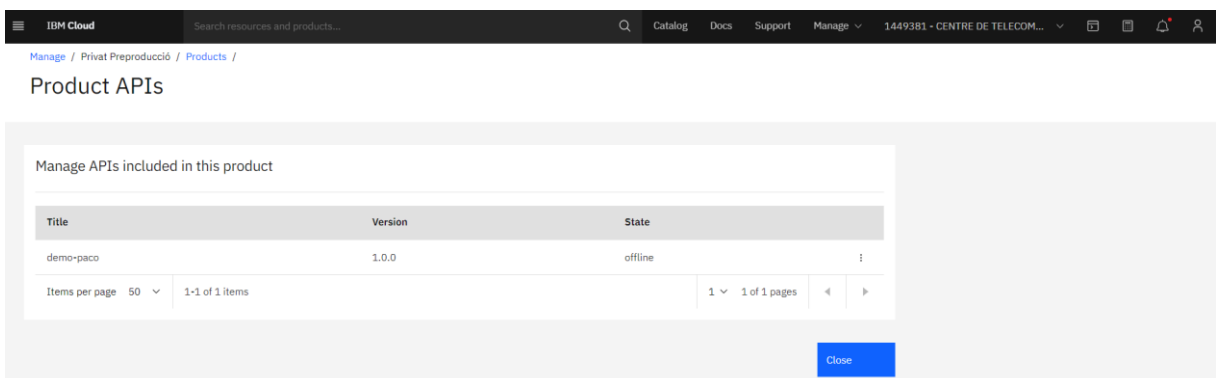 IBM Cloud Search resources and products... Catalog Docs Support Manage 1449381 - CENTRE DE TELECOM...
Manage / Privat Preproducció / Products /
Product APIs
Manage APIs included in this product
Title Version State
demo-paco 1.0.0 offline
Items per page 50 1-1 of 1 items 1 1 of 1 pages
Close